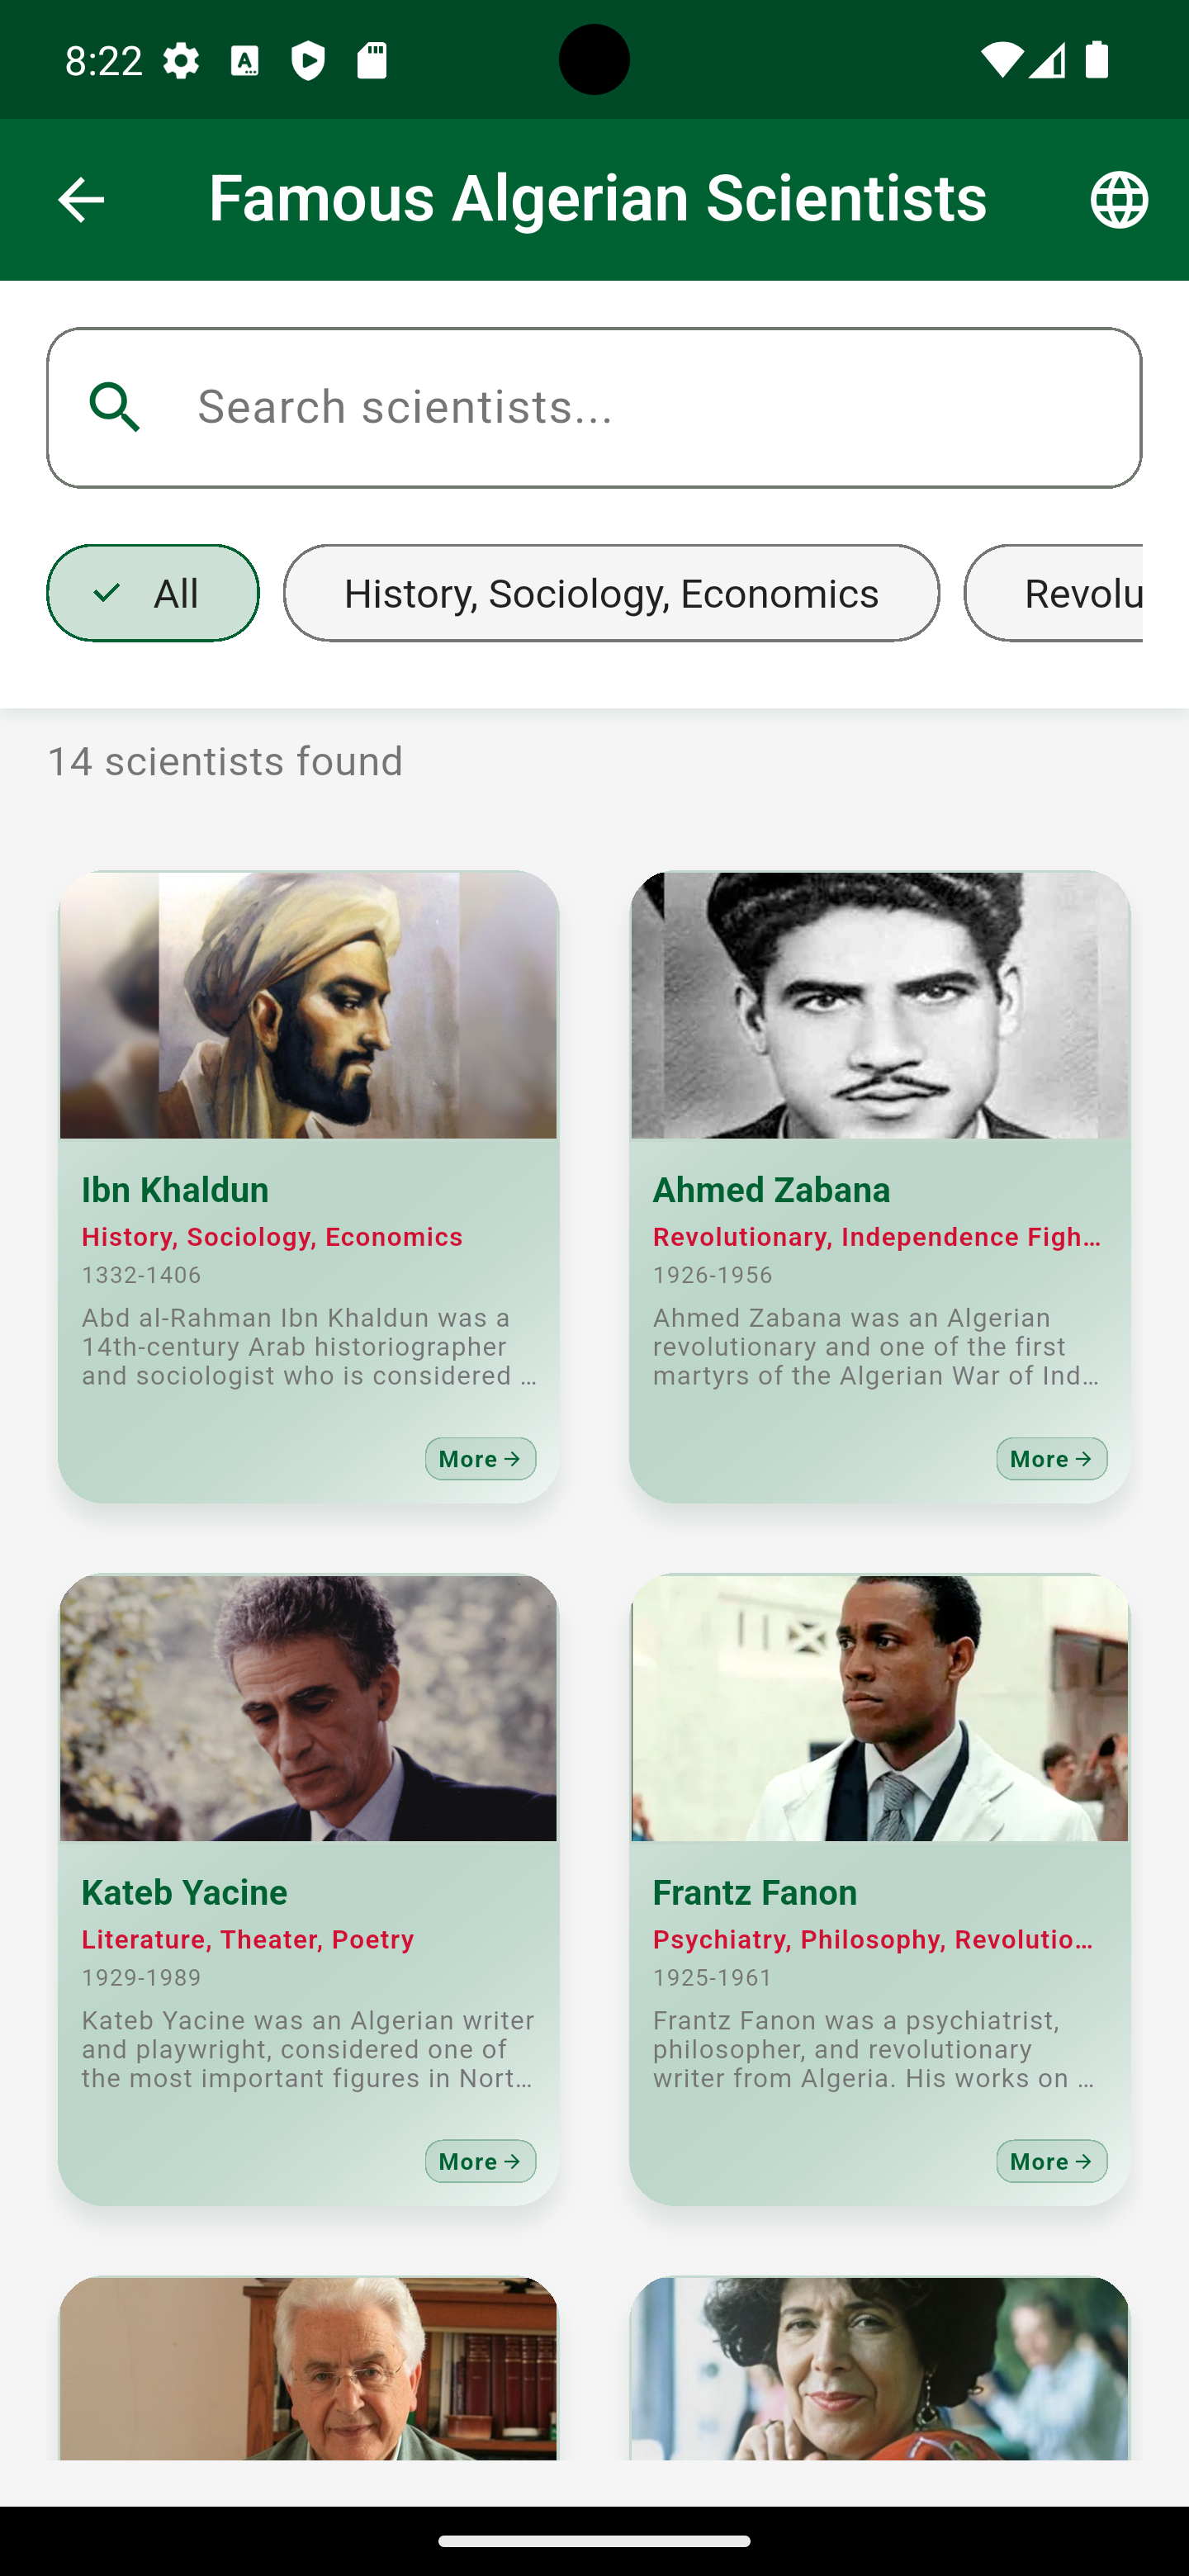 8:22
Famous Algerian Scientists
Search scientists...
All
History, Sociology, Economics
Revolu
14 scientists found
Ibn Khaldun
History, Sociology, Economics
1332-1406
Abd al-Rahman Ibn Khaldun was a
14th-century Arab historiographer
and sociologist who is considered …
More
Ahmed Zabana
Revolutionary, Independence Figh…
1926-1956
Ahmed Zabana was an Algerian
revolutionary and one of the first
martyrs of the Algerian War of Ind…
More
Kateb Yacine
Literature, Theater, Poetry
1929-1989
Kateb Yacine was an Algerian writer
and playwright, considered one of
the most important figures in Nort…
More
Frantz Fanon
Psychiatry, Philosophy, Revolutio…
1925-1961
Frantz Fanon was a psychiatrist,
philosopher, and revolutionary
writer from Algeria. His works on …
More